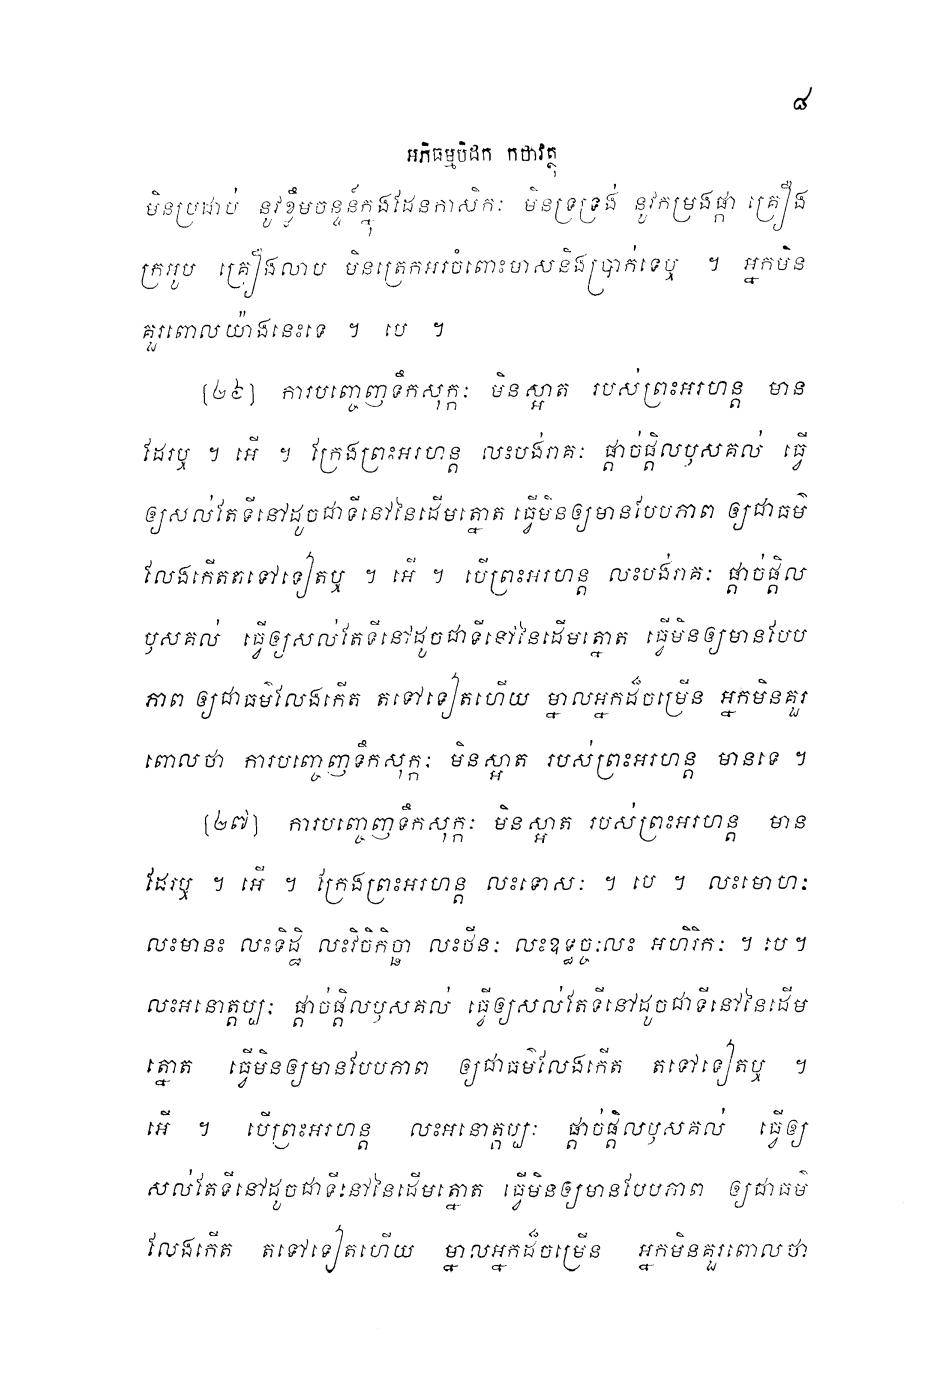 ៨
អភិធម្មបិដក កថាវត្ថុ
មិនប្រជាប់ នូវខ្ទឹមចន្ទន៍ក្នុងដែនកាសិកៈ មិនទ្រទ្រង់ នូវកម្រងផ្កា គ្រឿង
ក្រអូប គ្រឿងលាប មិនត្រេកអរចំពោះមាសនិងប្រាក់ទេឬ ។ អ្នកមិន
គួរពោលយ៉ាងនេះទេ ។ បេ ។
[២៦] ការបញ្ចេញទឹកសុក្កៈ មិនស្អាត របស់ព្រះអរហន្ត មាន
ដែរឬ ។ អើ ។ ក្រែងព្រះអរហន្ត លះបង់រាគៈ ផ្តាច់ផ្តិលឫសគល់ ធ្វើ
ឲ្យសល់តែទីនៅដូចជាទីនៅនៃដើមត្នោត ធ្វើមិនឲ្យមានបែបភាព ឲ្យជាធម៌
លែងកើតតទៅទៀតឬ ។ អើ ។ បើព្រះអរហន្ត លះបង់រាគៈ ផ្តាច់ផ្តិល
ឫសគល់ ធ្វើឲ្យសល់តែទីនៅដូចជាទីនៅនៃដើមត្នោត ធ្វើមិនឲ្យមានបែប
ភាព ឲ្យជាធម៌លែងកើត តទៅទៀតហើយ ម្នាលអ្នកដ៏ចម្រើន អ្នកមិនគួរ
ពោលថា ការបញ្ចេញទឹកសុក្កៈ មិនស្អាត របស់ព្រះអរហន្ត មានទេ ។
[២៧] ការបញ្ចេញទឹកសុក្កៈ មិនស្អាត របស់ព្រះអរហន្ត មាន
ដែរឬ ។ អើ ។ ក្រែងព្រះអរហន្ត លះទោសៈ ។ បេ ។ លះមោហៈ
លះមានះ លះទិដ្ឋិ លះវិចិកិច្ឆា លះថីនៈ លះឧទ្ធច្ចៈលះ អហិរិកៈ ។ បេ ។
លះអនោត្តប្បៈ ផ្តាច់ផ្តិលឫសគល់ ធ្វើឲ្យសល់តែទីនៅដូចជាទីនៅនៃដើម
ត្នោត ធ្វើមិនឲ្យមានបែបភាព ឲ្យជាធម៌លែងកើត តទៅទៀតឬ ។
អើ ។ បើព្រះអរហន្ត លះអនោត្តប្បៈ ផ្តាច់ផ្តិលឫសគល់ ធ្វើឲ្យ
សល់តែទីនៅដូចជាទីនៅនៃដើមត្នោត ធ្វើមិនឲ្យមានបែបភាព ឲ្យជាធម៌
លែងកើត តទៅទៀតហើយ ម្នាលអ្នកដ៏ចម្រើន អ្នកមិនគួរពោលថា